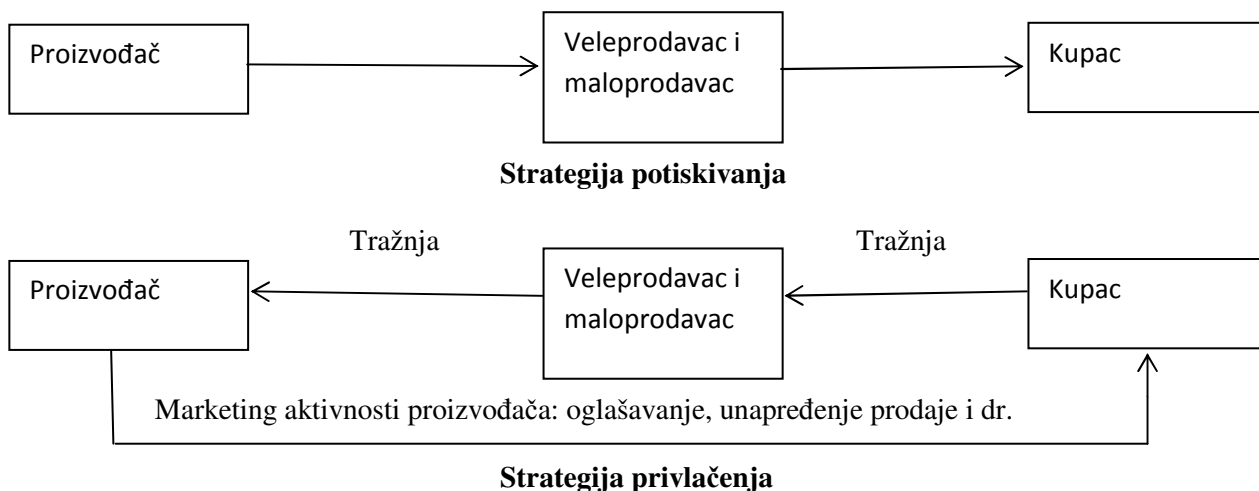 Proizvođač
Veleprodavac i
maloprodavac
Kupac
Strategija potiskivanja
Tražnja
Tražnja
Proizvođač
Veleprodavac i
maloprodavac
Kupac
Marketing aktivnosti proizvođača: oglašavanje, unapređenje prodaje i dr.
Strategija privlačenja